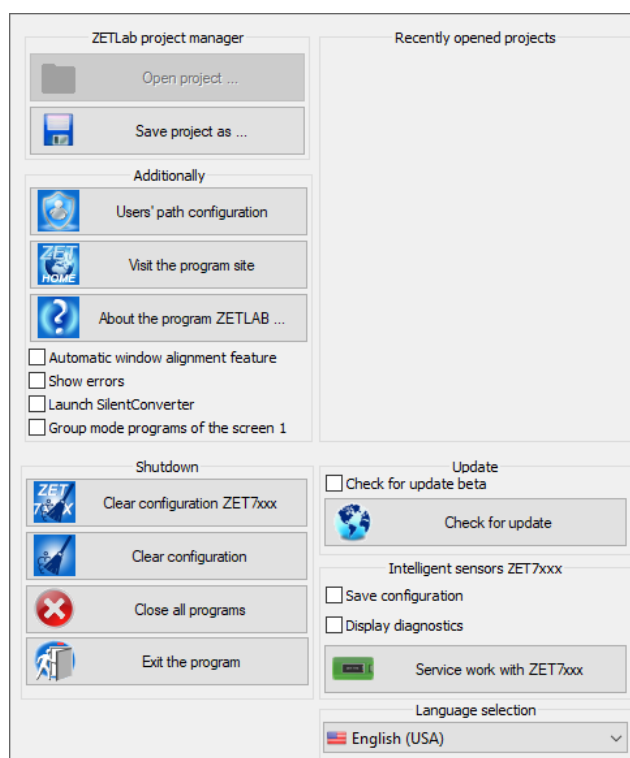 ZETLab project manager
Open project ...
Save project as ...
Additionally
Users' path configuration
ZET HOME
Visit the program site
About the program ZETLAB ...
Automatic window alignment feature
Show errors
Launch SilentConverter
Group mode programs of the screen 1
Recently opened projects
Shutdown
Clear configuration ZET7xxx
Clear configuration
Close all programs
Exit the program
Update
Check for update beta
Check for update
Intelligent sensors ZET7xxx
Save configuration
Display diagnostics
Service work with ZET7xxx
Language selection
English (USA)